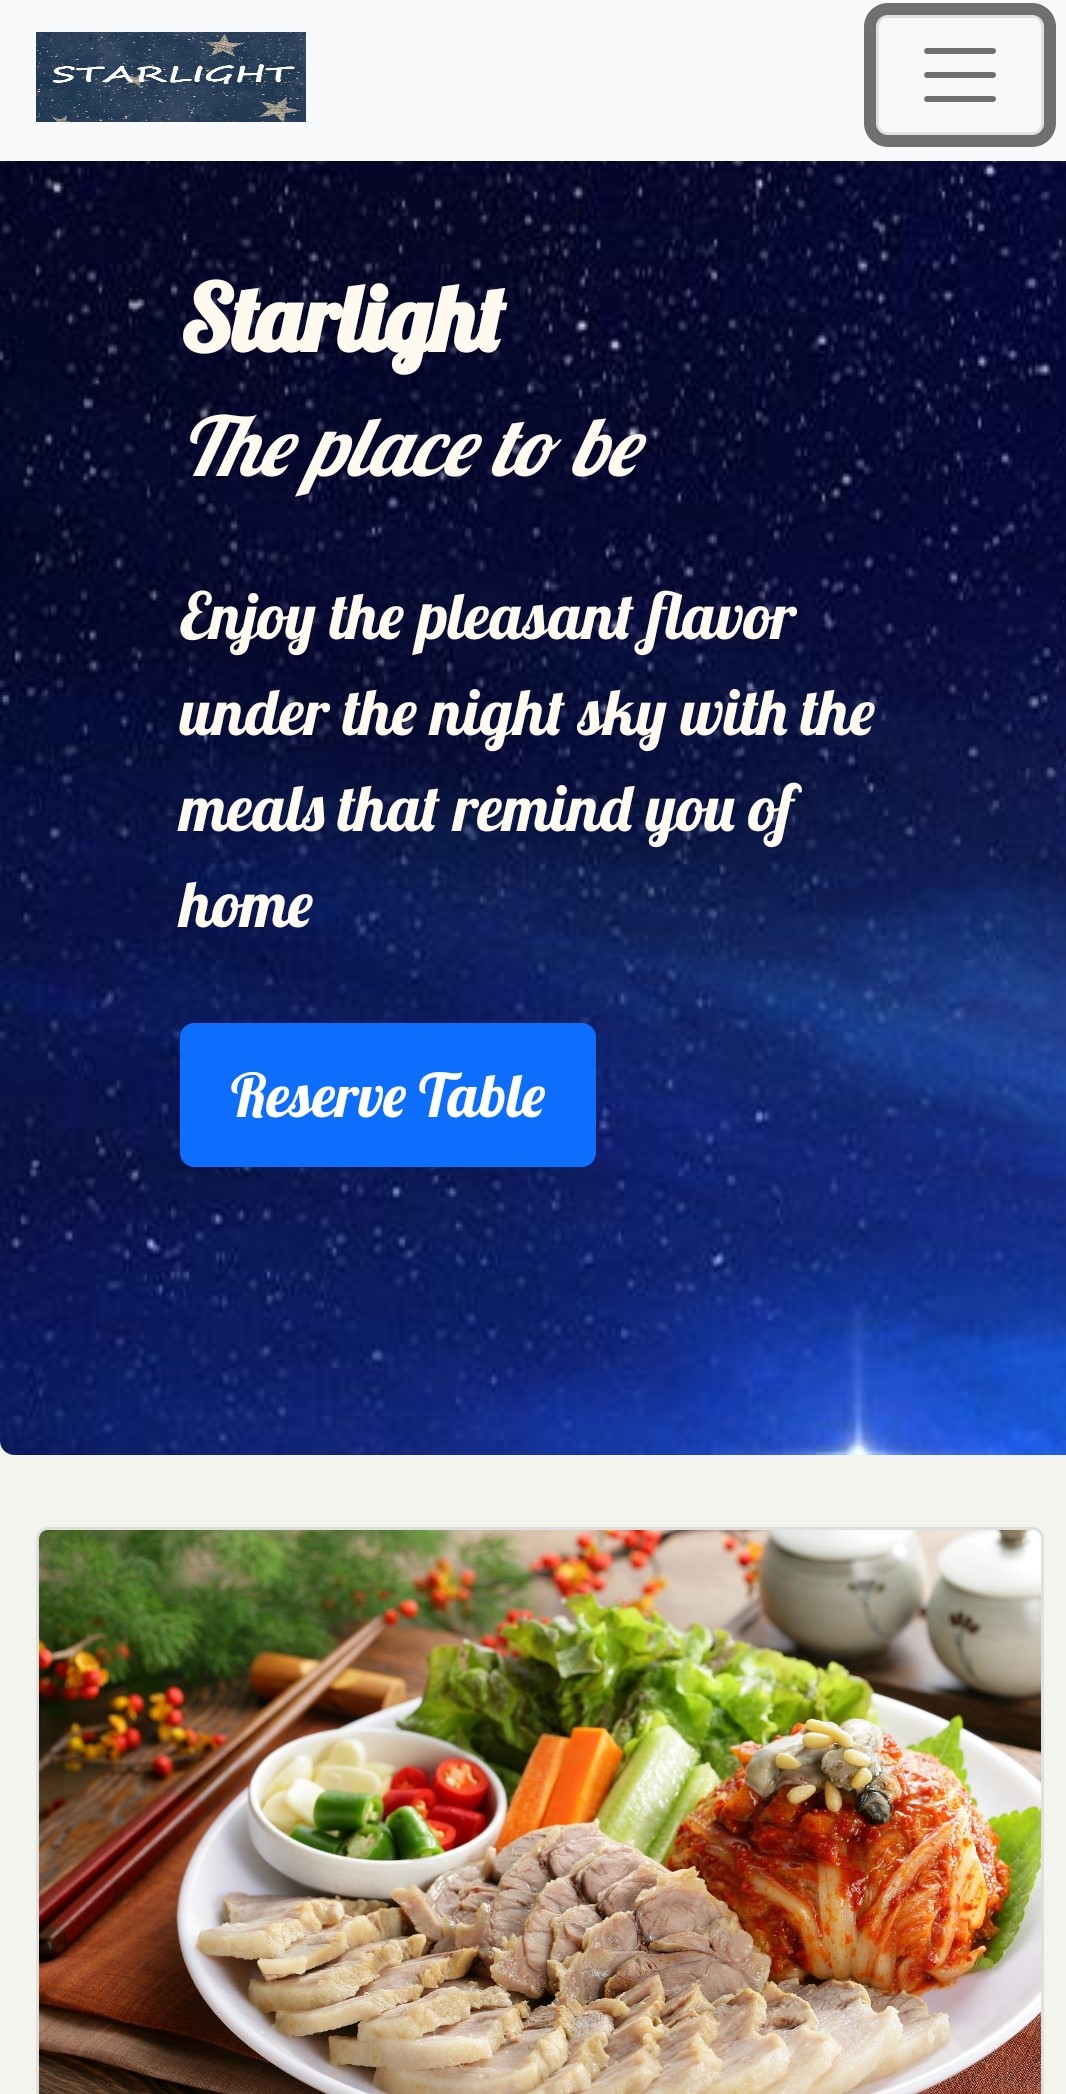 STARLIGHT
Starlight
The place to be
Enjoy the pleasant flavor
under the night sky with the
meals that remind you of
home
Reserve Table